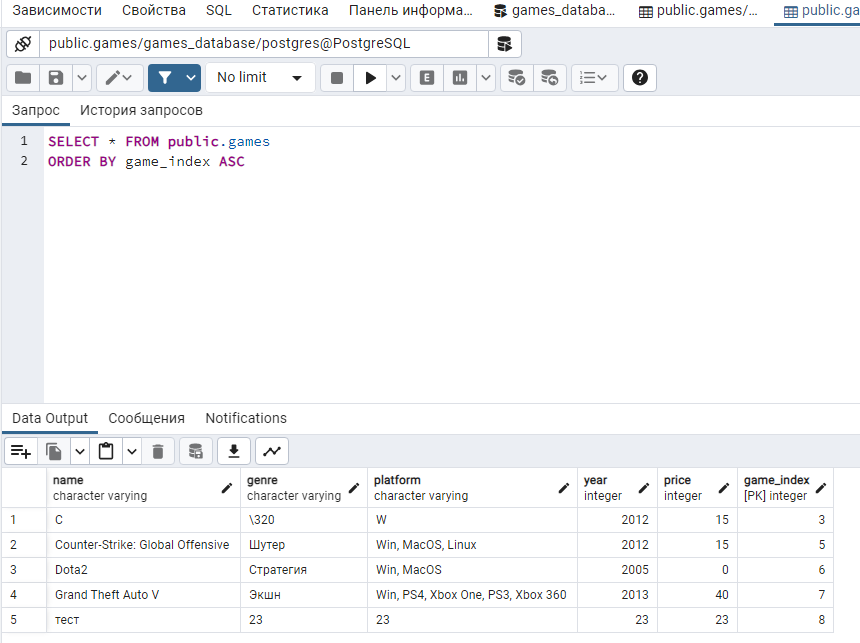 Зависимости Свойства SQL Статистика Панель информа... games_databa... public.games/... public.ga
public.games/games_database/postgres@PostgreSQL
No limit E
Запрос История запросов
1 SELECT * FROM public.games
2 ORDER BY game_index ASC
Data Output Сообщения Notifications
name genre platform year price game_index
character varying character varying character varying integer integer [PK] integer
1 C \320 W 2012 15 3
2 Counter-Strike: Global Offensive Шутер Win, MacOS, Linux 2012 15 5
3 Dota2 Стратегия Win, MacOS 2005 0 6
4 Grand Theft Auto V Экшн Win, PS4, Xbox One, PS3, Xbox 360 2013 40 7
5 тест 23 23 23 23 8